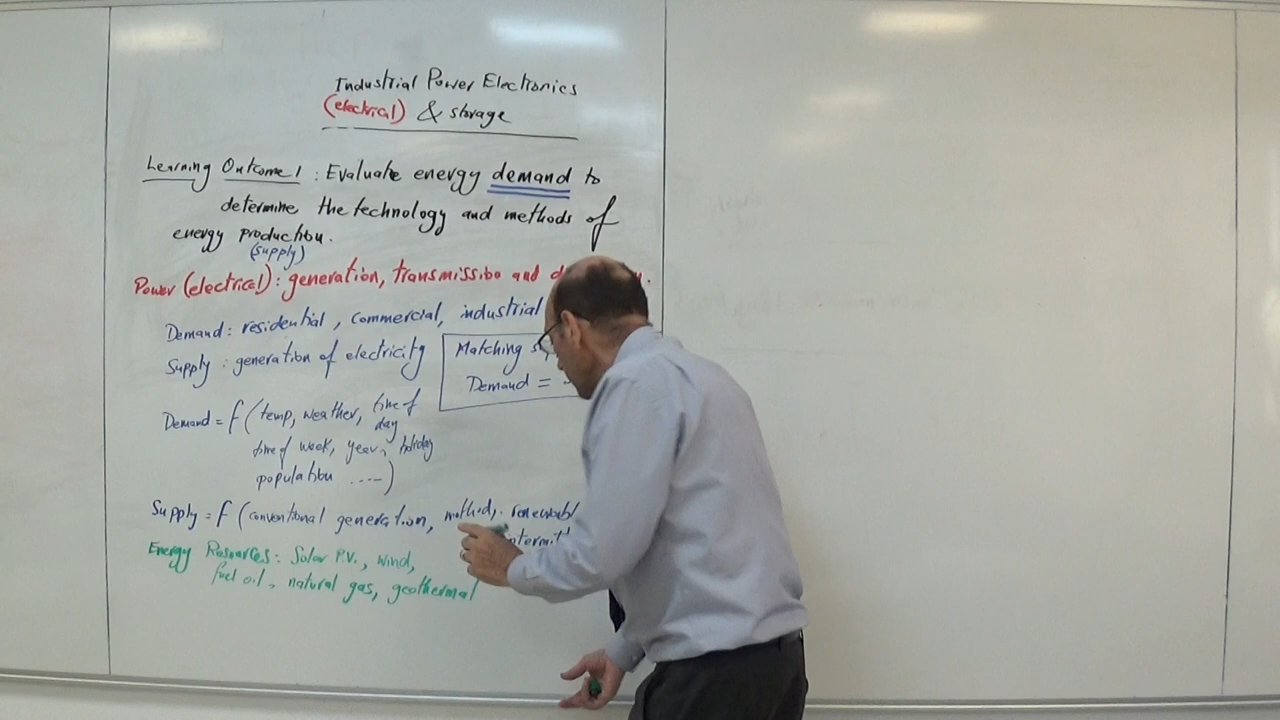 Industrial Power Electronics
(electrical) & storage
Learning Outcome 1 : Evaluate energy demand to
determine the technology and methods of
energy production.
(supply)
Power (electrical): generation, transmission and
Demand: residential, commercial, industrial
Supply : generation of electricity
Matching
Demand =
Demand = f (temp, weather, time of
day
time of week, year, holiday
population ....)
Supply = f (conventional generation, method,
Energy Resources: Solar P.V., wind,
fuel oil, natural gas, geothermal